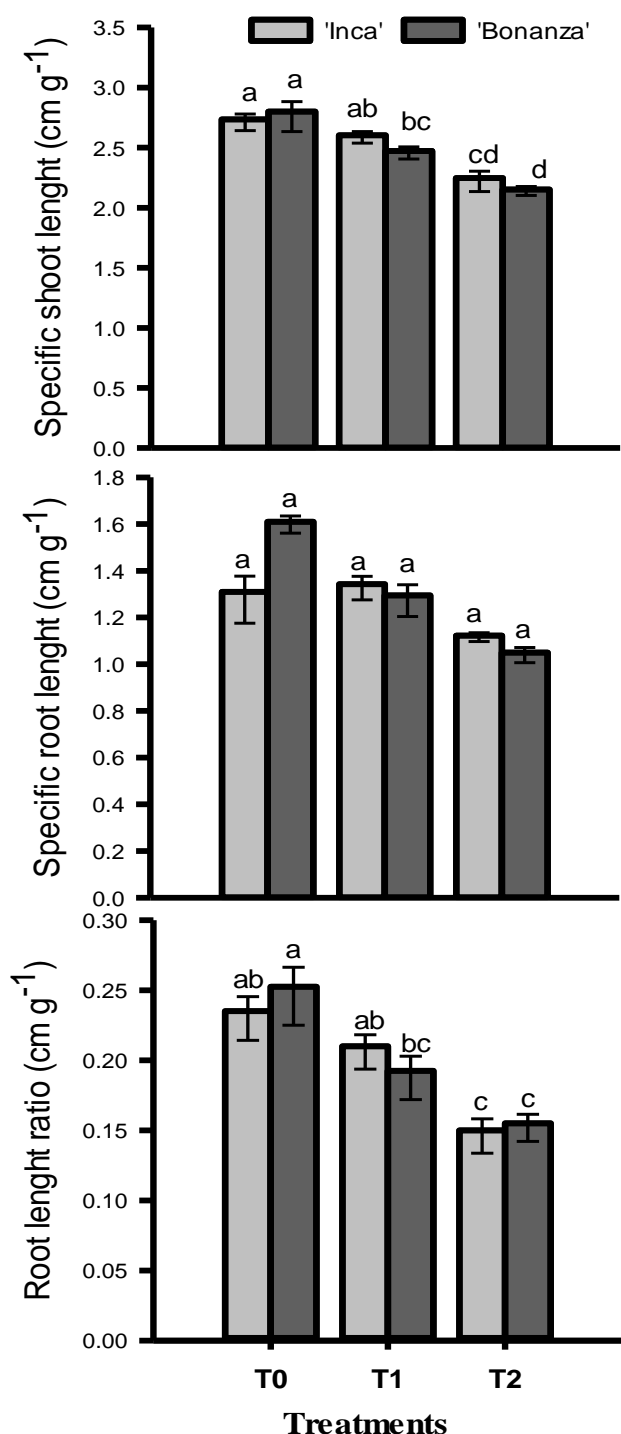 'Inca' 'Bonanza'
Specific shoot lenght (cm g-1)
3.5
3.0
2.5
2.0
1.5
1.0
0.5
0.0
a a ab bc cd d
Specific root lenght (cm g-1)
1.8
1.6
1.4
1.2
1.0
0.8
0.6
0.4
0.2
0.0
a a a a a a
Root lenght ratio (cm g-1)
0.30
0.25
0.20
0.15
0.10
0.05
0.00
ab a ab bc c c
T0 T1 T2
Treatments